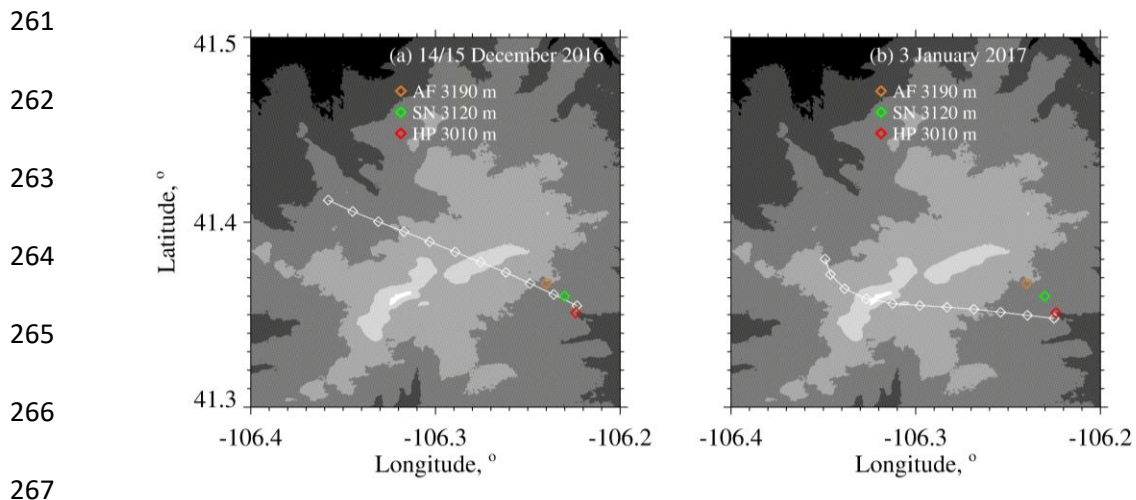 261
41.5
(a) 14/15 December 2016
(b) 3 January 2017
262
AF 3190 m
AF 3190 m
SN 3120 m
SN 3120 m
HP 3010 m
HP 3010 m
263
Latitude, °
41.4
264
265
266
41.3
-106.4
-106.3
-106.2
-106.4
-106.3
-106.2
Longitude, °
Longitude, °
267